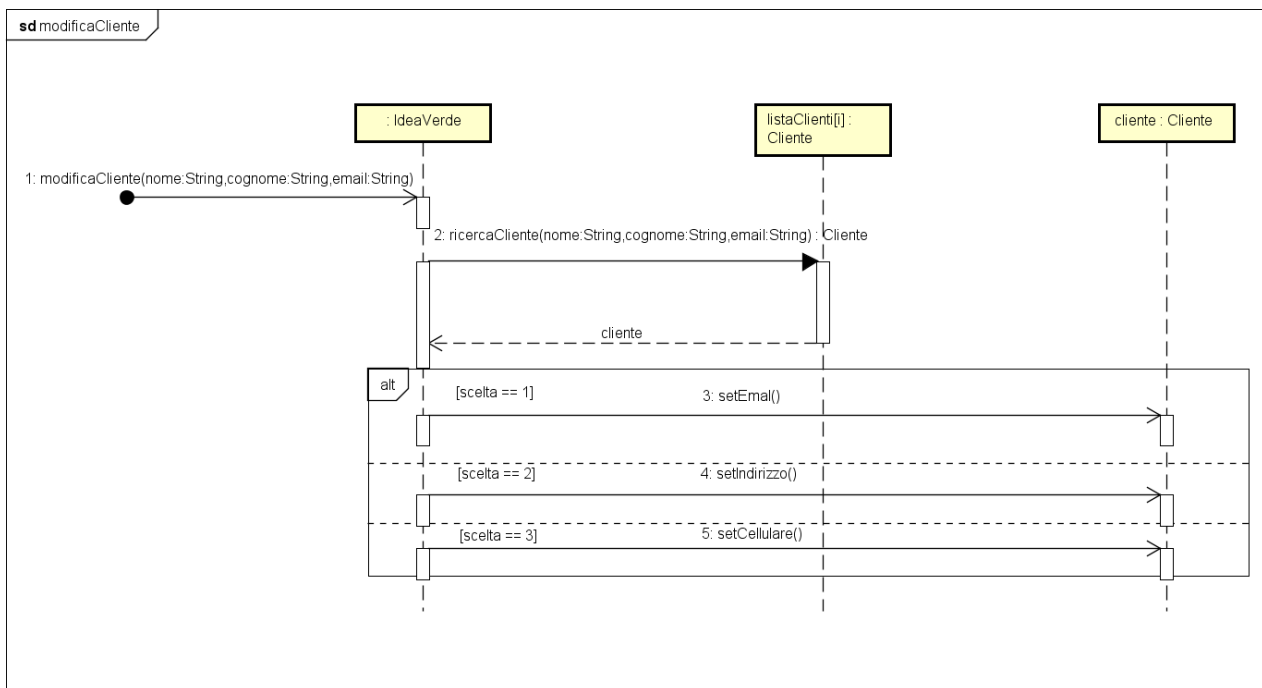 sd modificaCliente
: IdeaVerde
listaClienti[i] :
Cliente
cliente : Cliente
1: modificaCliente(nome:String,cognome:String,email:String)
2: ricercaCliente(nome:String,cognome:String,email:String) : Cliente
cliente
alt
[scelta == 1]
3: setEmal()
[scelta == 2]
4: setIndirizzo()
[scelta == 3]
5: setCellulare()